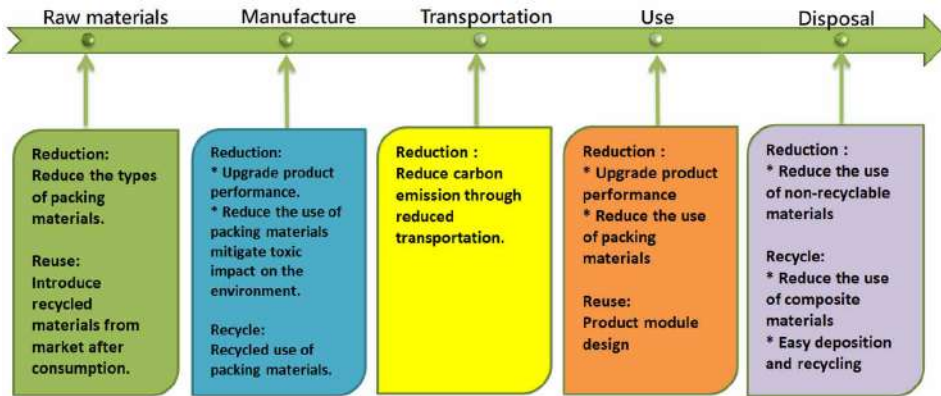 Raw materials
Manufacture
Transportation
Use
Disposal
Reduction:
Reduce the types
of packing
materials.
Reuse:
Introduce
recycled
materials from
market after
consumption.
Reduction:
* Upgrade product
performance.
* Reduce the use of
packing materials
mitigate toxic
impact on the
environment.
Recycle:
Recycled use of
packing materials.
Reduction :
Reduce carbon
emission through
reduced
transportation.
Reduction :
* Upgrade product
performance
* Reduce the use
of packing
materials
Reuse:
Product module
design
Reduction :
* Reduce the use of
non-recyclable
materials
Recycle:
* Reduce the use
of composite
materials
* Easy deposition
and recycling